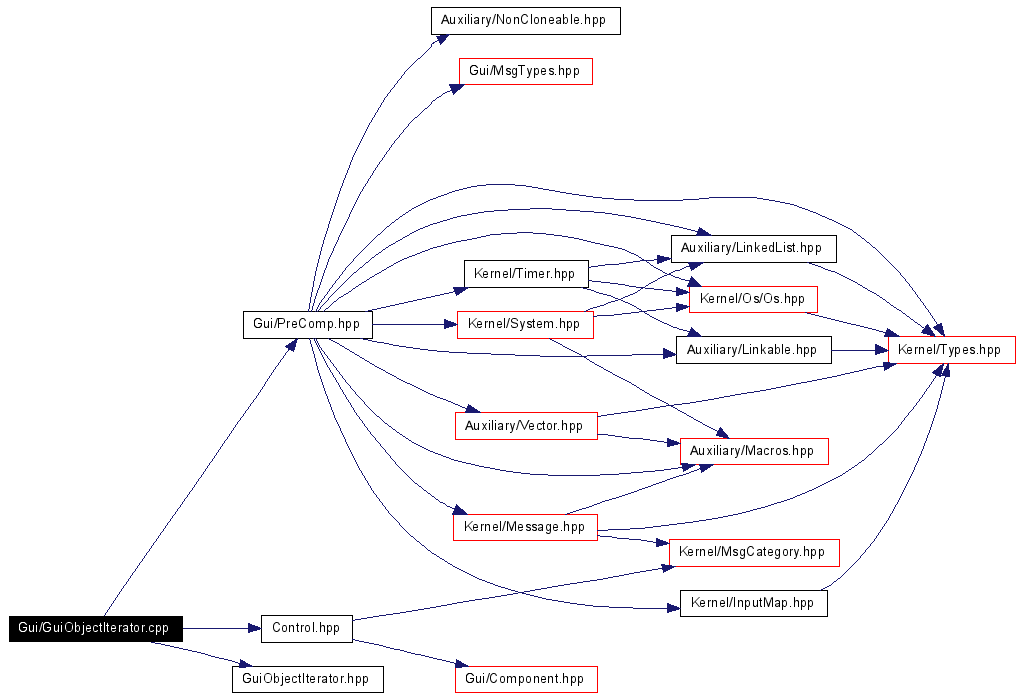 Auxiliary/NonCloneable.hpp
Gui/MsgTypes.hpp
Auxiliary/LinkedList.hpp
Kernel/Timer.hpp
Kernel/Os/Os.hpp
Gui/PreComp.hpp
Kernel/System.hpp
Auxiliary/Linkable.hpp
Kernel/Types.hpp
Auxiliary/Vector.hpp
Auxiliary/Macros.hpp
Kernel/Message.hpp
Kernel/MsgCategory.hpp
Kernel/InputMap.hpp
Gui/GuiObjectIterator.cpp
Control.hpp
GuiObjectIterator.hpp
Gui/Component.hpp